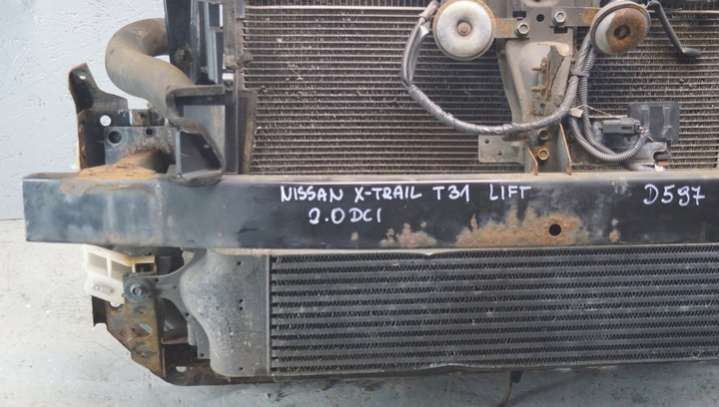 NISSAN X-TRAIL T31 LIFT D597
2.0 DCI